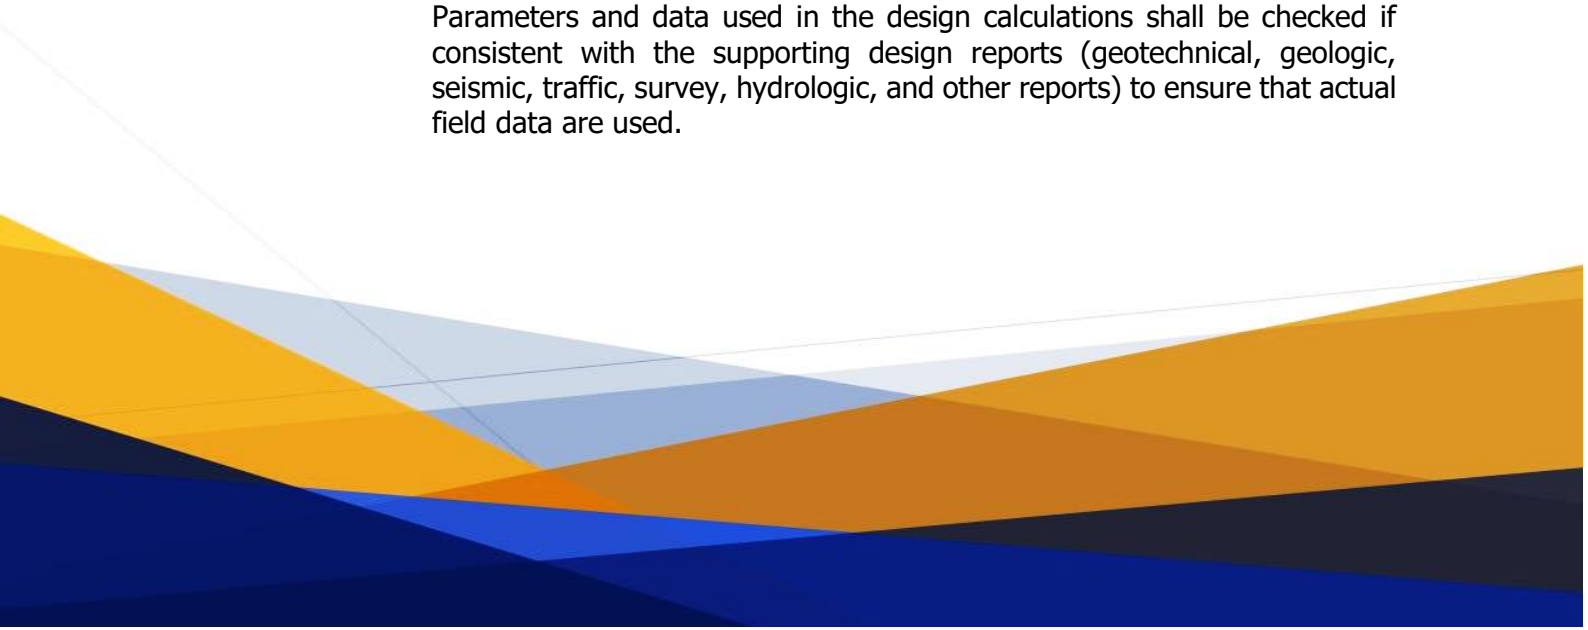 Parameters and data used in the design calculations shall be checked if
consistent with the supporting design reports (geotechnical, geologic,
seismic, traffic, survey, hydrologic, and other reports) to ensure that actual
field data are used.